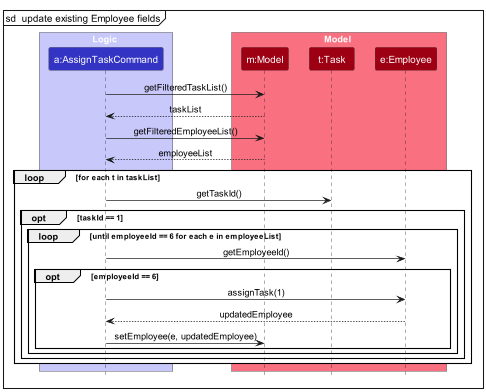 sd update existing Employee fields
Logic
Model
a:AssignTaskCommand
m:Model
t:Task
e:Employee
getFilteredTaskList()
taskList
getFilteredEmployeeList()
employeeList
loop [for each t in taskList]
getTaskId()
opt [taskId == 1]
loop [until employeeId == 6 for each e in employeeList]
getEmployeeId()
opt [employeeId == 6]
assignTask(1)
updatedEmployee
setEmployee(e, updatedEmployee)